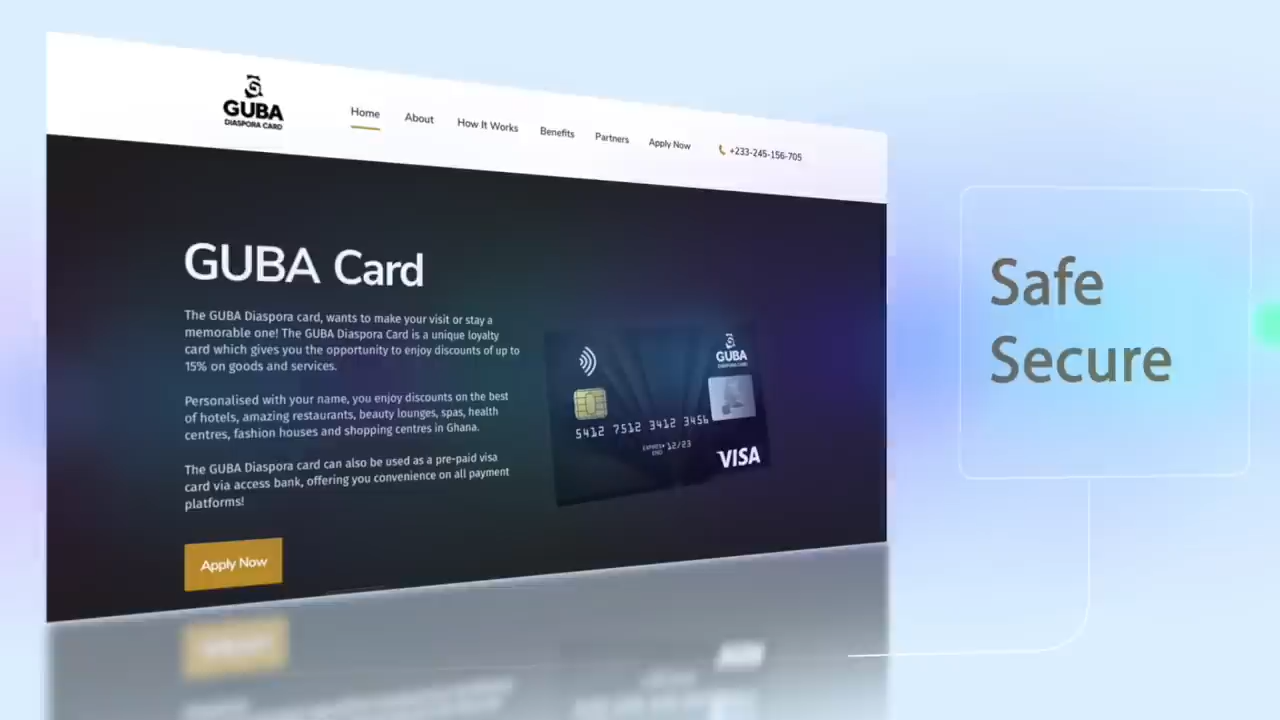 GUBA
DIASPORA CARD
Home
About
How It Works
Benefits
Partners
Apply Now
+233-245-156-705
GUBA Card
The GUBA Diaspora card, wants to make your visit or stay a
memorable one! The GUBA Diaspora Card is a unique loyalty
card which gives you the opportunity to enjoy discounts of up to
15% on goods and services.
Personalised with your name, you enjoy discounts on the best
of hotels, amazing restaurants, beauty lounges, spas, health
centres, fashion houses and shopping centres in Ghana.
The GUBA Diaspora card can also be used as a pre-paid visa
card via access bank, offering you convenience on all payment
platforms!
Apply Now
GUBA
DIASPORA CARD
5412 7512 3412 3456
EXPIRES
END
12/23
VISA
Safe
Secure